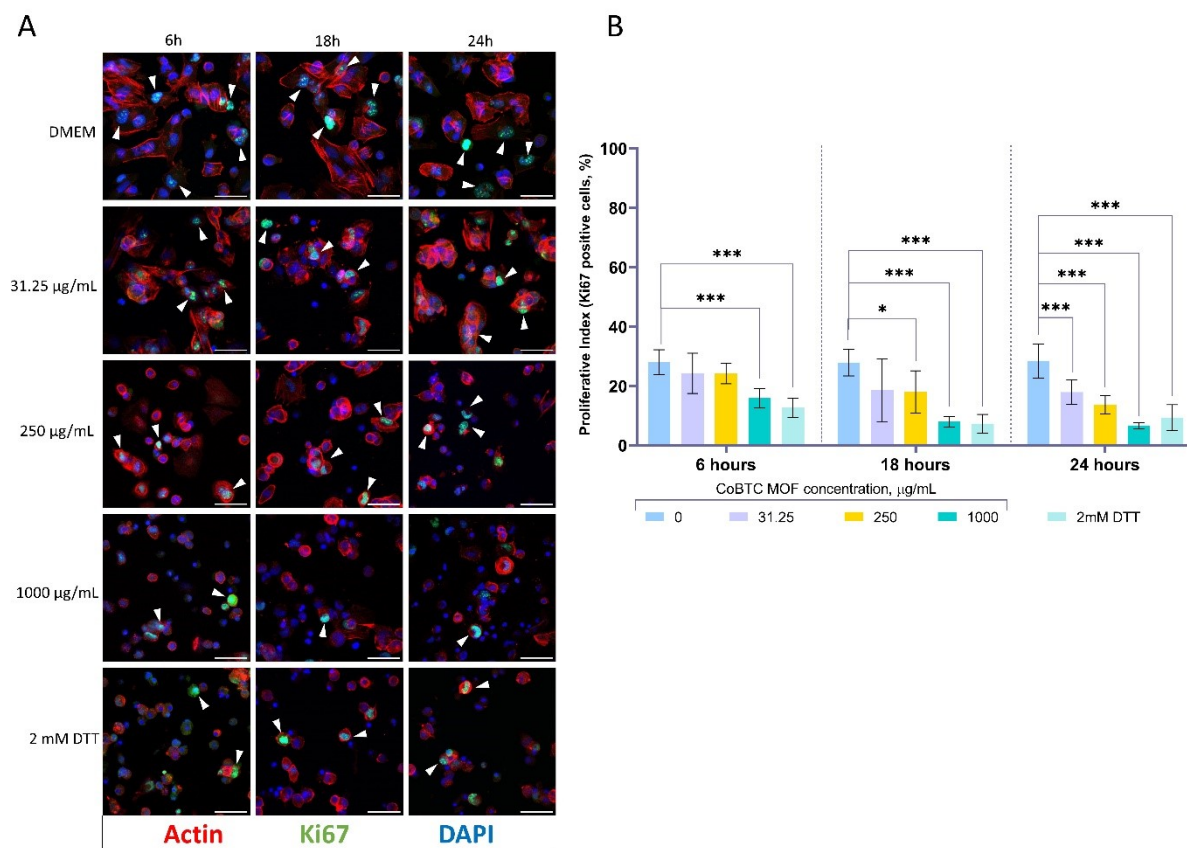 A
6h 18h 24h
DMEM
31.25 µg/mL
250 µg/mL
1000 µg/mL
2 mM DTT
Actin Ki67 DAPI
B
Proliferative Index (Ki67 positive cells, %)
100
80
60
40
20
0
*** ***
* *** ***
*** *** *** ***
6 hours 18 hours 24 hours
CoBTC MOF concentration, µg/mL
0 31.25 250 1000 2mM DTT